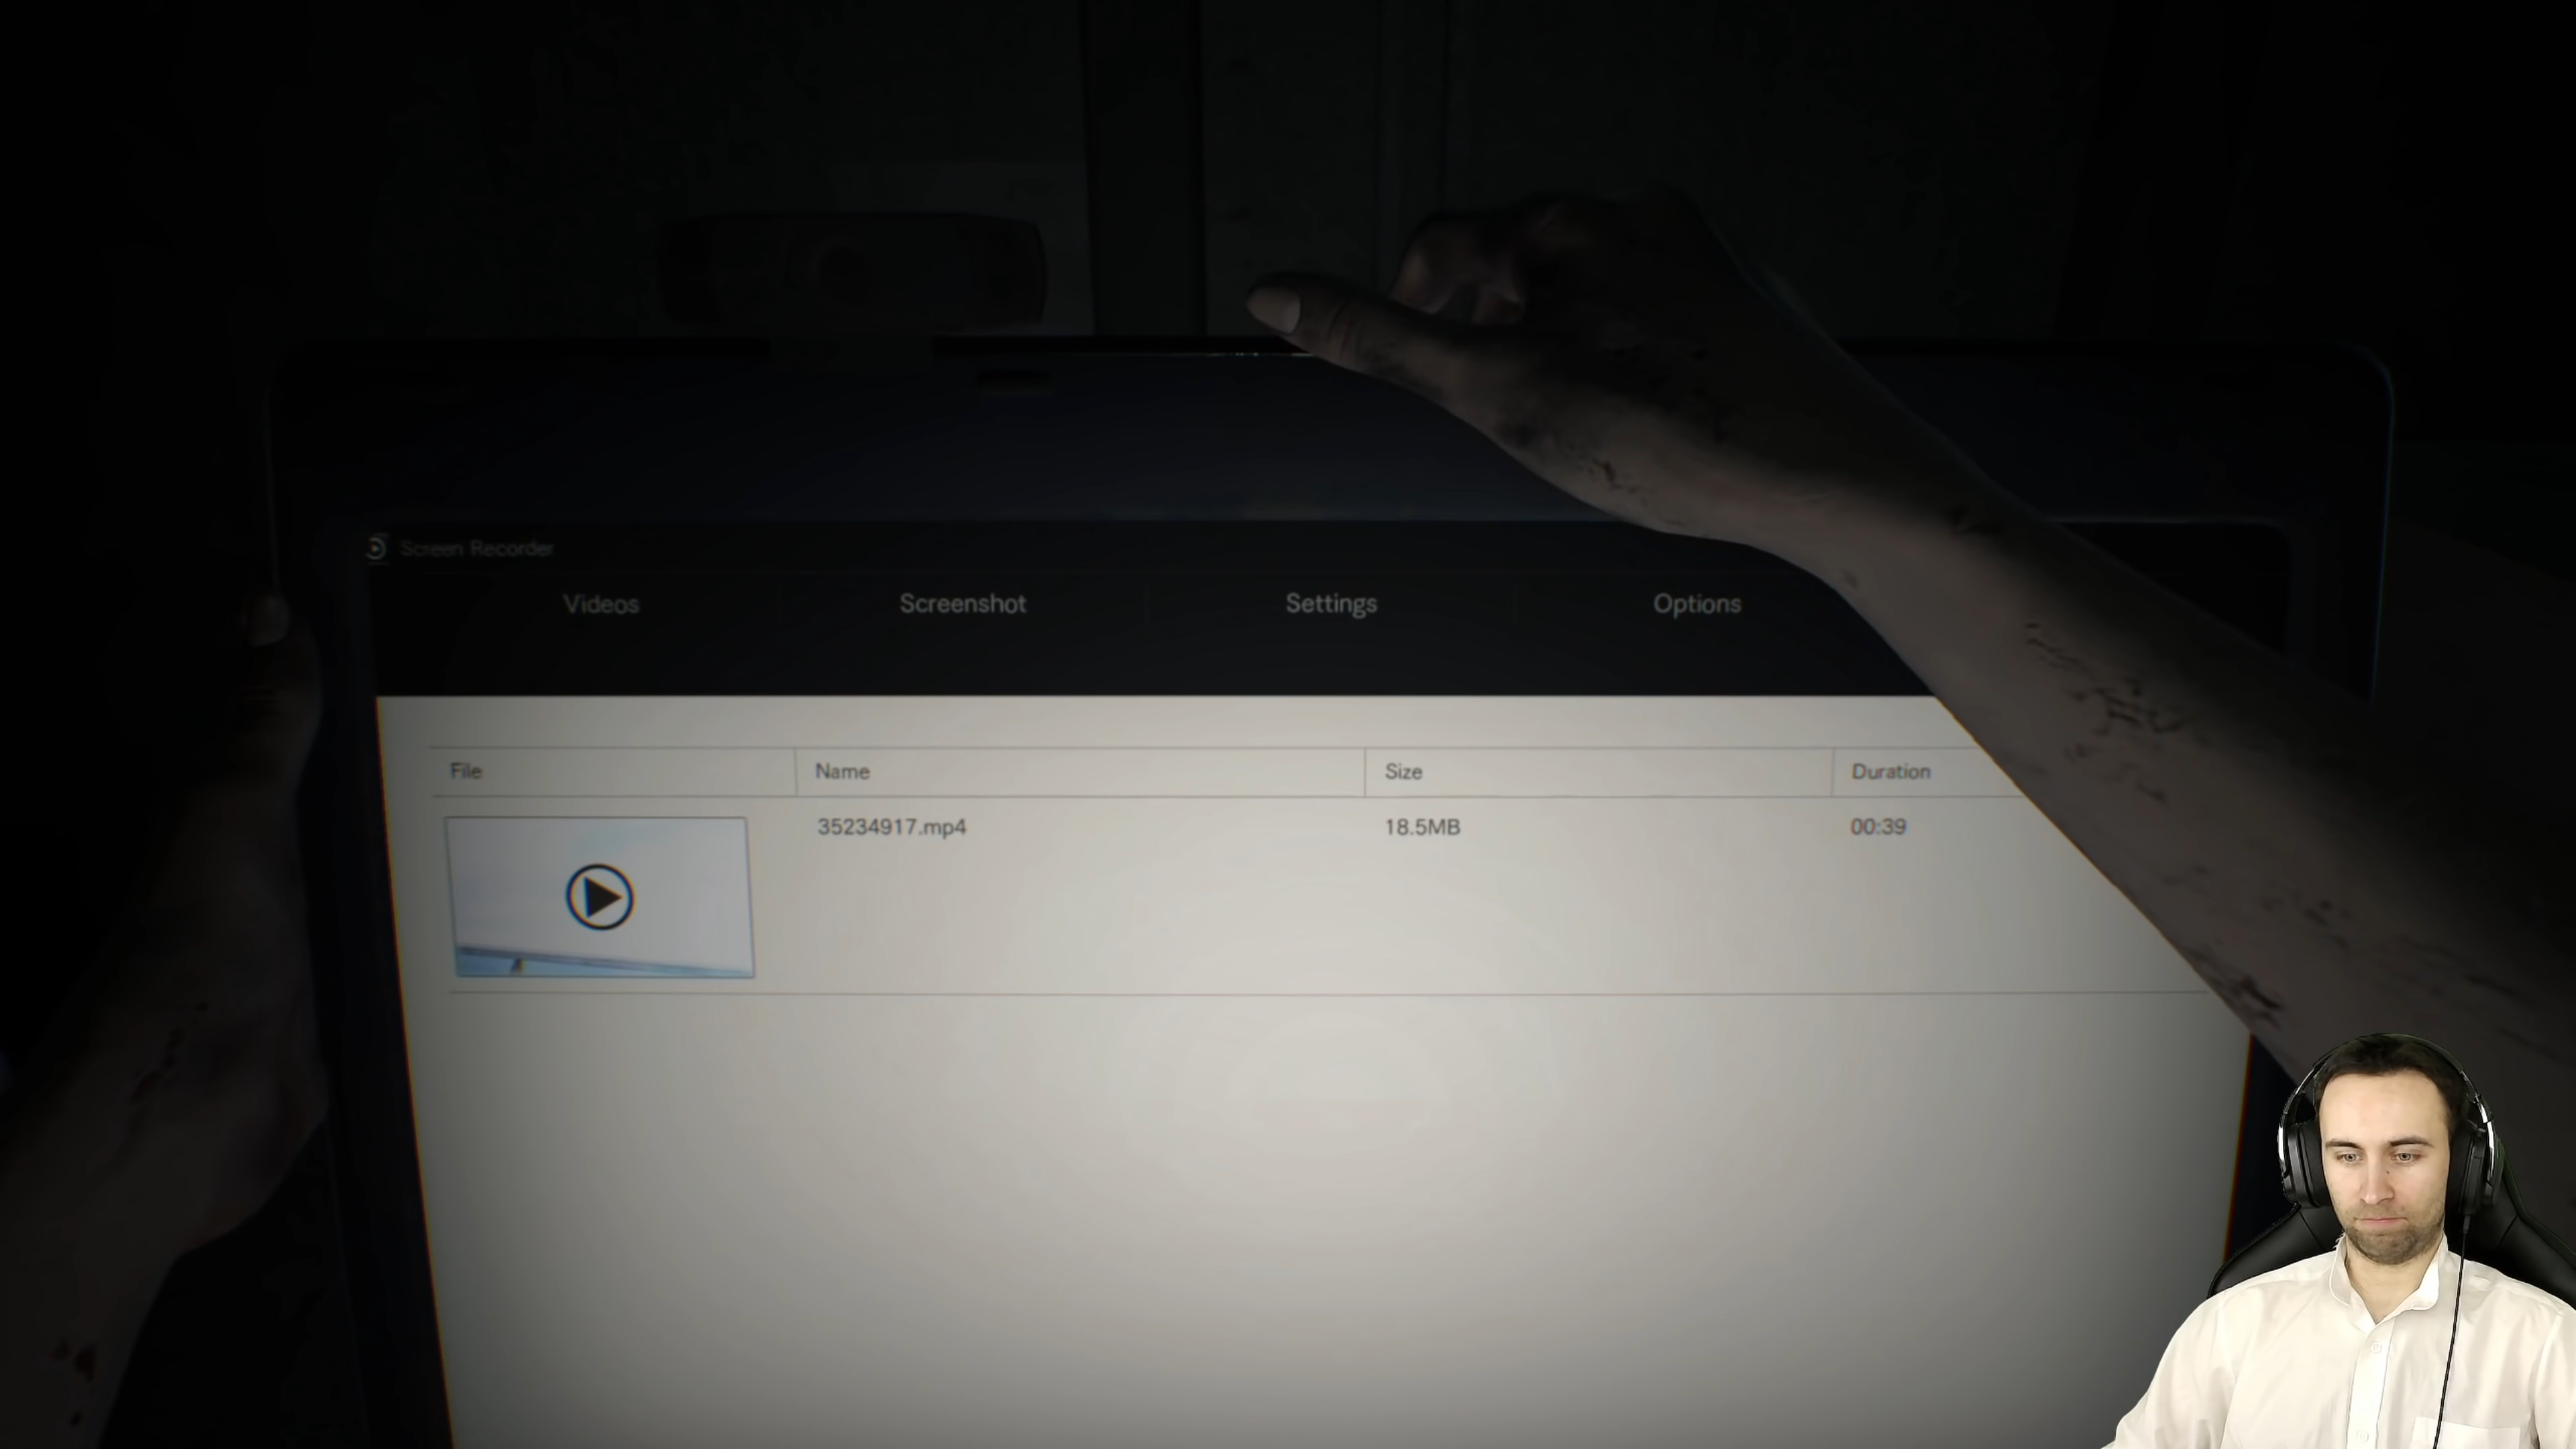 Screen Recorder
Videos Screenshot Settings Options
File Name Size Duration
35234917.mp4 18.5MB 00:39